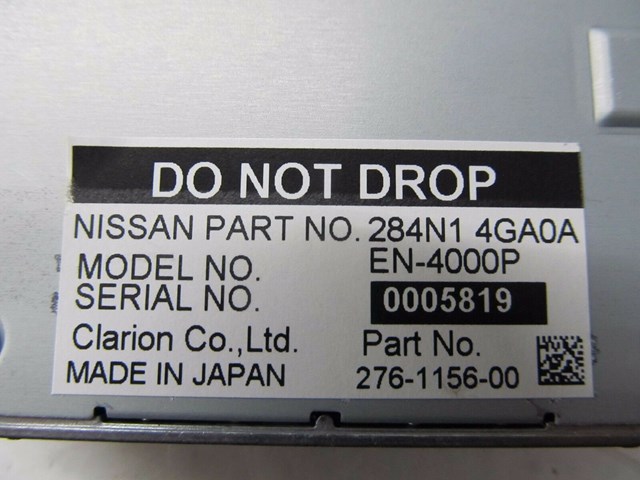 DO NOT DROP
NISSAN PART NO. 284N1 4GA0A
MODEL NO. EN-4000P
SERIAL NO. 0005819
Clarion Co.,Ltd. Part No.
MADE IN JAPAN 276-1156-00